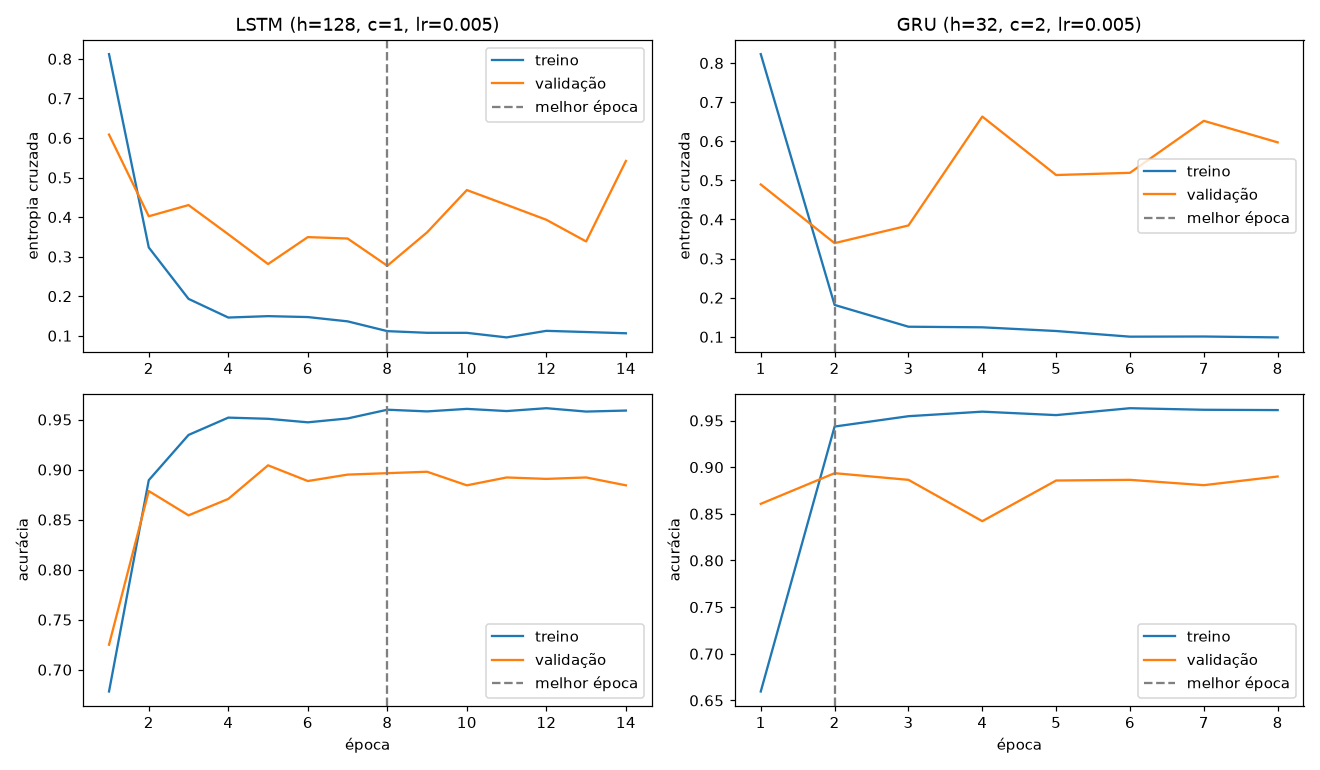 LSTM (h=128, c=1, lr=0.005)
entropia cruzada
0.8
0.7
0.6
0.5
0.4
0.3
0.2
0.1
treino
validação
melhor época
2 4 6 8 10 12 14
GRU (h=32, c=2, lr=0.005)
entropia cruzada
0.8
0.7
0.6
0.5
0.4
0.3
0.2
0.1
treino
validação
melhor época
1 2 3 4 5 6 7 8
acurácia
0.95
0.90
0.85
0.80
0.75
0.70
treino
validação
melhor época
2 4 6 8 10 12 14
época
acurácia
0.95
0.90
0.85
0.80
0.75
0.70
0.65
treino
validação
melhor época
1 2 3 4 5 6 7 8
época